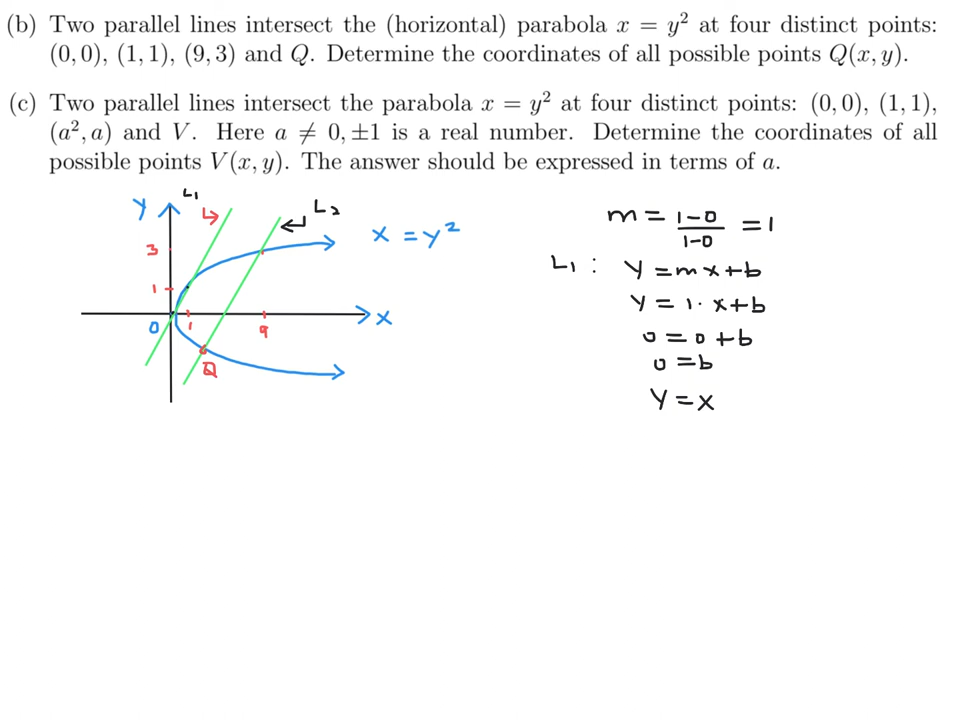 (b) Two parallel lines intersect the (horizontal) parabola x = y² at four distinct points:
(0, 0), (1, 1), (9, 3) and Q. Determine the coordinates of all possible points Q(x, y).
(c) Two parallel lines intersect the parabola x = y² at four distinct points: (0, 0), (1, 1),
(a², a) and V. Here a ≠ 0, ±1 is a real number. Determine the coordinates of all
possible points V(x, y). The answer should be expressed in terms of a.
L1
L2
Y
x = y²
3
1
0
1
9
x
Q
m = 1-0/1-0 = 1
L1 : y = mx+b
y = 1· x+b
0 = 0 +b
0 = b
y = x